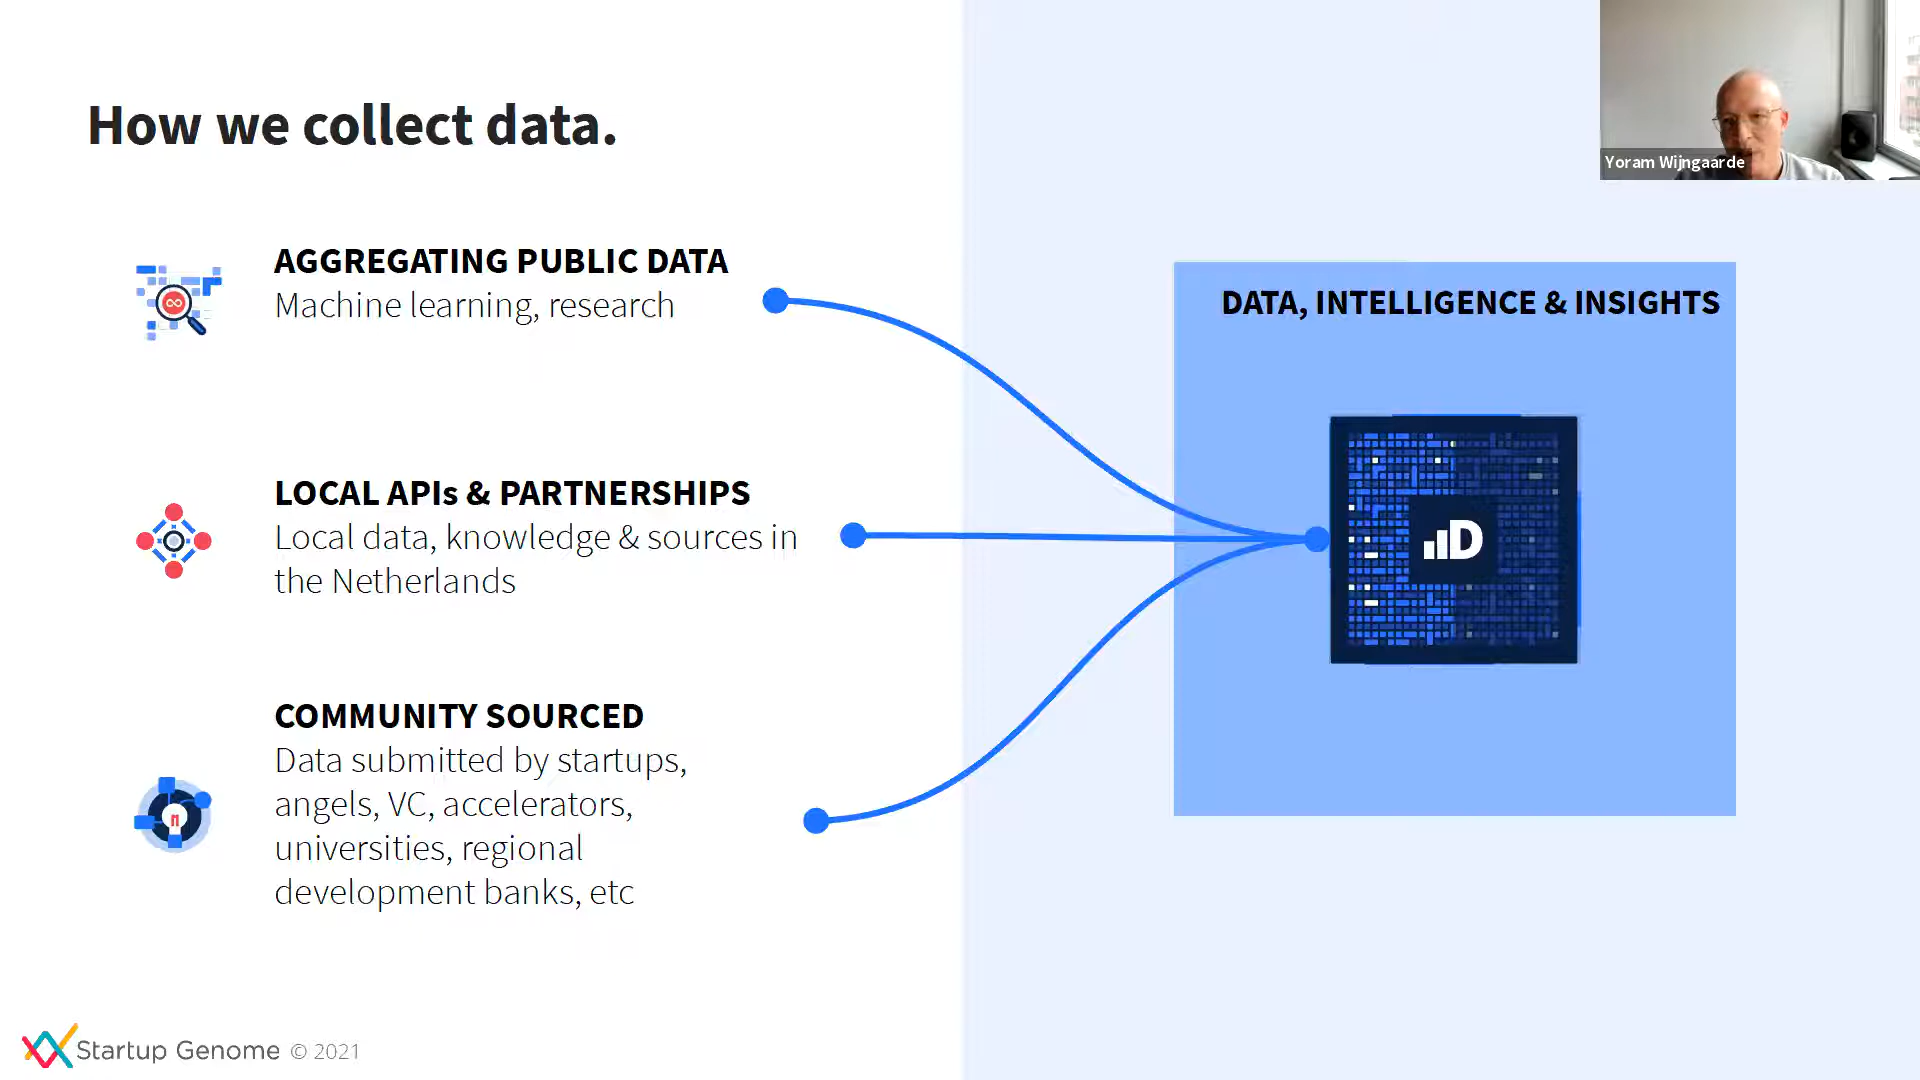 How we collect data.
Yoram Wijngaarde
AGGREGATING PUBLIC DATA
Machine learning, research
LOCAL APIs & PARTNERSHIPS
Local data, knowledge & sources in
the Netherlands
COMMUNITY SOURCED
Data submitted by startups,
angels, VC, accelerators,
universities, regional
development banks, etc
DATA, INTELLIGENCE & INSIGHTS
D
Startup Genome © 2021